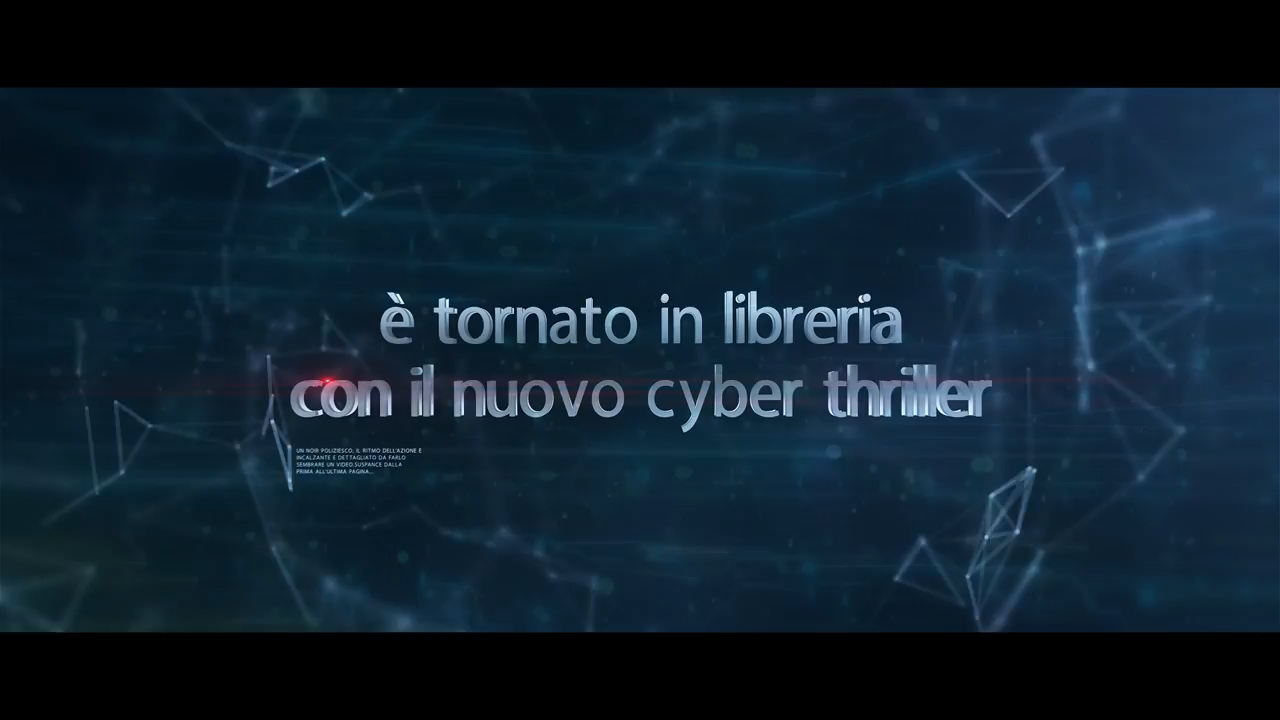 è tornato in libreria
con il nuovo cyber thriller
UN NOIR POLIZIESCO, IL RITMO DELL'AZIONE E
INCALZANTE E DETTAGLIATO DA FARLO
SEMBRARE UN VIDEO.SUSPANCE DALLA
PRIMA ALL'ULTIMA PAGINA...